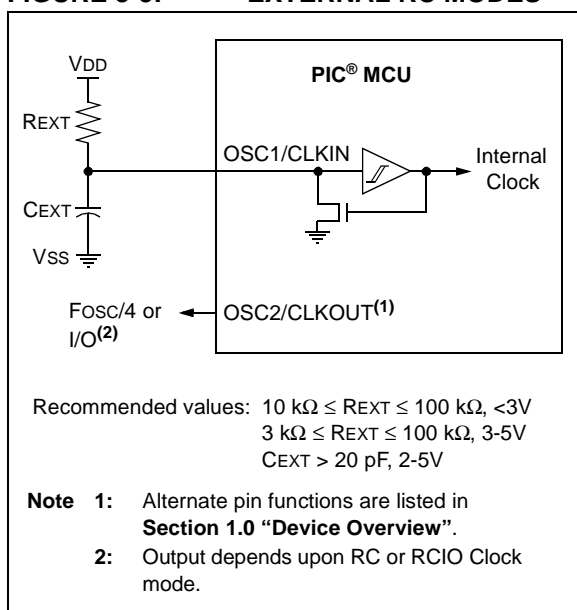 VDD
PIC® MCU
REXT
OSC1/CLKIN
Internal
Clock
CEXT
VSS
FOSC/4 or
I/O(2)
OSC2/CLKOUT(1)
Recommended values: 10 kΩ ≤ REXT ≤ 100 kΩ, <3V
3 kΩ ≤ REXT ≤ 100 kΩ, 3-5V
CEXT > 20 pF, 2-5V
Note 1: Alternate pin functions are listed in
Section 1.0 “Device Overview”.
2: Output depends upon RC or RCIO Clock
mode.